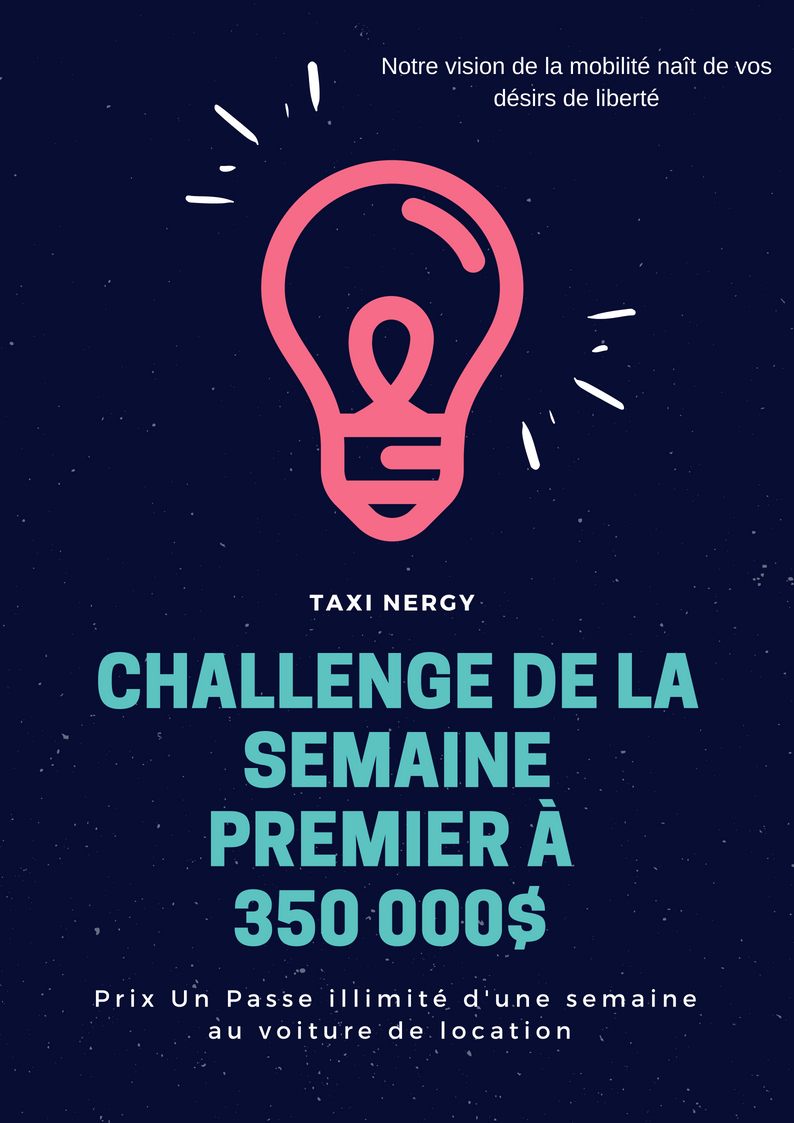 Notre vision de la mobilité naît de vos
désirs de liberté
TAXI NERGY
CHALLENGE DE LA
SEMAINE
PREMIER À
350 000$
Prix Un Passe illimité d'une semaine
au voiture de location